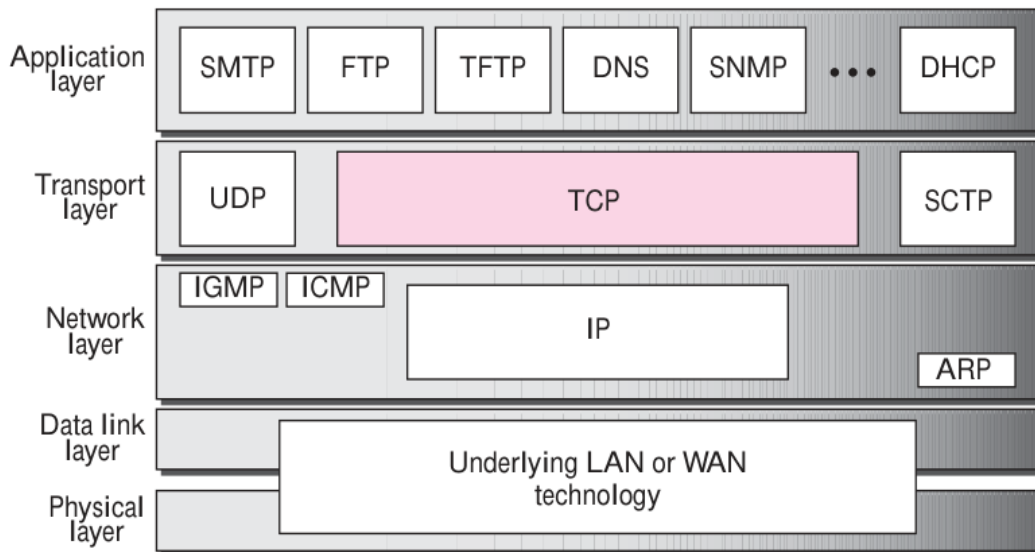 Application
layer
SMTP FTP TFTP DNS SNMP ••• DHCP
Transport
layer
UDP TCP SCTP
IGMP ICMP
Network
layer
IP
ARP
Data link
layer
Underlying LAN or WAN
technology
Physical
layer